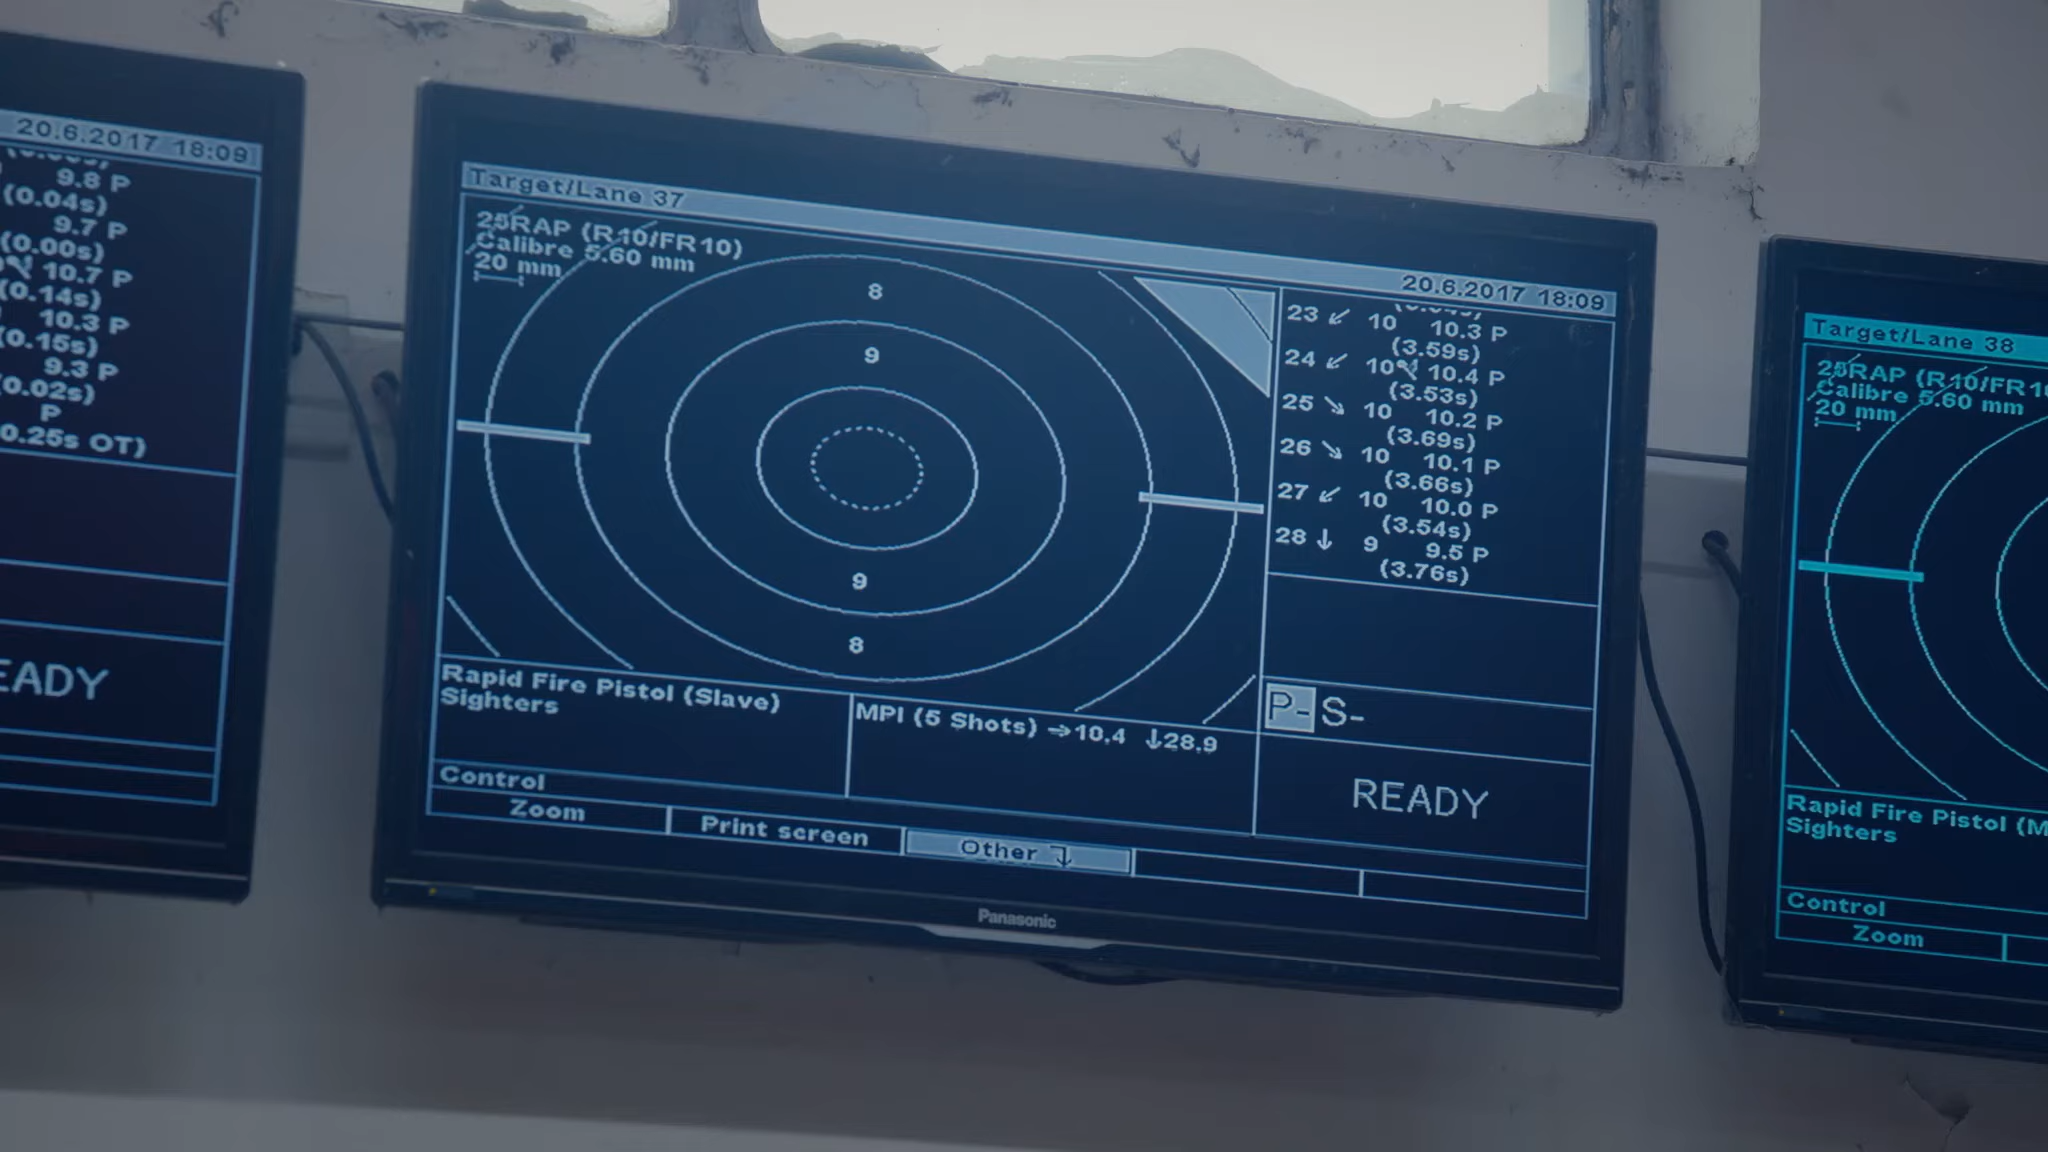 20.6.2017 18:09
9.8 P
(0.04s)
9.7 P
(0.00s)
10.7 P
(0.14s)
10.3 P
(0.15s)
9.3 P
(0.02s)
P
0.25s OT)
EADY
Target/Lane 37
20.6.2017 18:09
25RAP (R10/FR10)
Calibre 5.60 mm
20 mm
8
9
9
8
23 ↙ 10 10.3 P
(3.59s)
24 ↙ 10 10.4 P
(3.53s)
25 ↘ 10 10.2 P
(3.69s)
26 ↘ 10 10.1 P
(3.66s)
27 ↙ 10 10.0 P
(3.54s)
28 ↓ 9 9.5 P
(3.76s)
P- S-
READY
Rapid Fire Pistol (Slave)
Sighters
MPI (5 Shots) →10.4 ↓28.9
Control
Zoom
Print screen
Other
Panasonic
Target/Lane 38
25RAP (R10/FR10
Calibre 5.60 mm
20 mm
Rapid Fire Pistol (M
Sighters
Control
Zoom